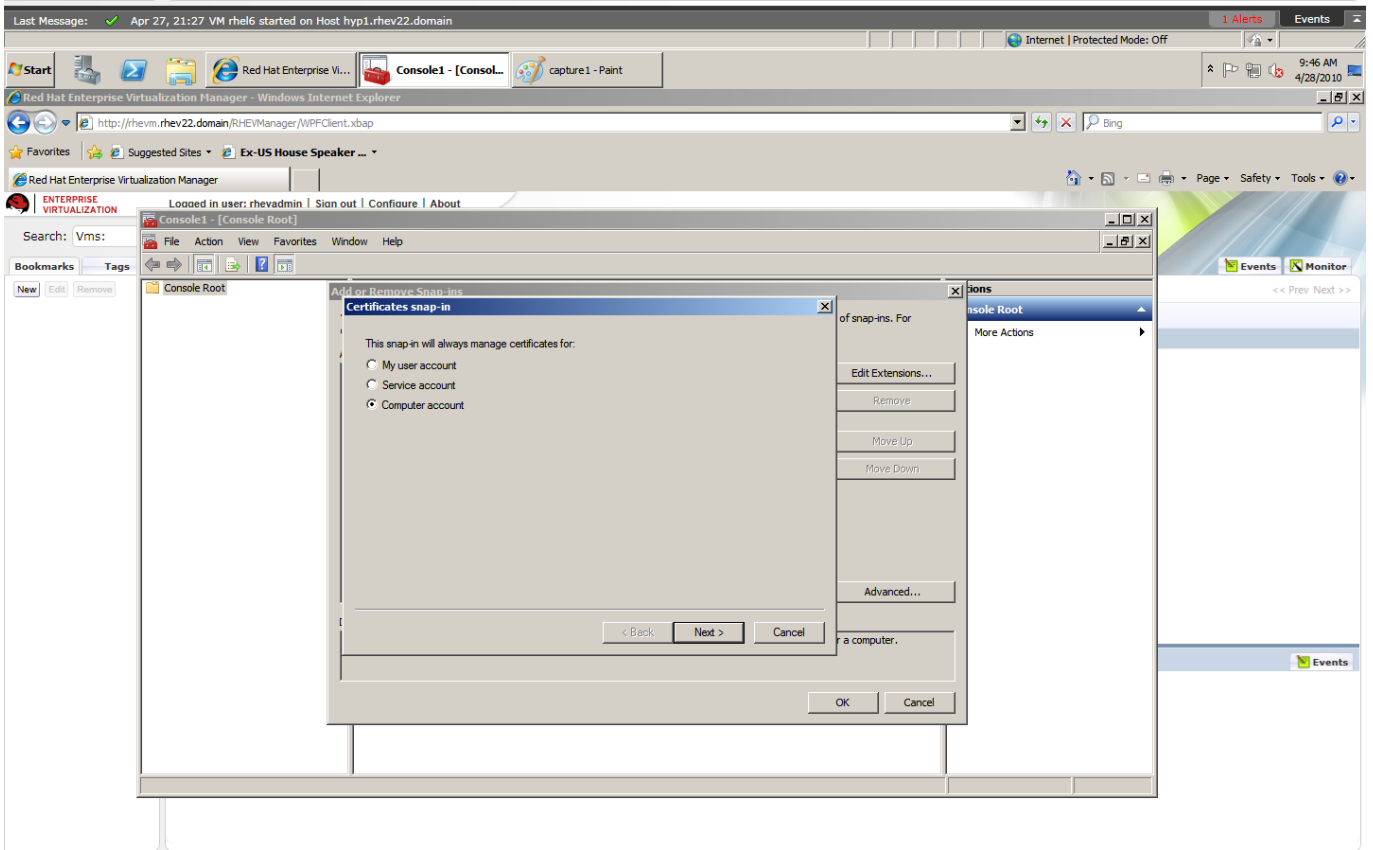 Last Message: Apr 27, 21:27 VM rhel6 started on Host hyp1.rhev22.domain 1 Alerts Events
Internet | Protected Mode: Off
Start Red Hat Enterprise Vi... Console1 - [Consol... capture1 - Paint 9:46 AM
4/28/2010
Red Hat Enterprise Virtualization Manager - Windows Internet Explorer
http://rhevm.rhev22.domain/RHEVManager/WPFClient.xbap Bing
Favorites Suggested Sites Ex-US House Speaker ...
Red Hat Enterprise Virtualization Manager Page Safety Tools
ENTERPRISE
VIRTUALIZATION
Logged in user: rhevadmin | Sign out | Configure | About
Console1 - [Console Root]
Search: Vms:
File Action View Favorites Window Help
Bookmarks Tags Events Monitor
New Edit Remove Console Root << Prev Next >>
Add or Remove Snap-ins
Certificates snap-in
of snap-ins. For
This snap-in will always manage certificates for:
My user account
Service account
Computer account
Edit Extensions...
Remove
Move Up
Move Down
Advanced...
< Back Next > Cancel
r a computer.
OK Cancel
ions
nsole Root
More Actions
Events